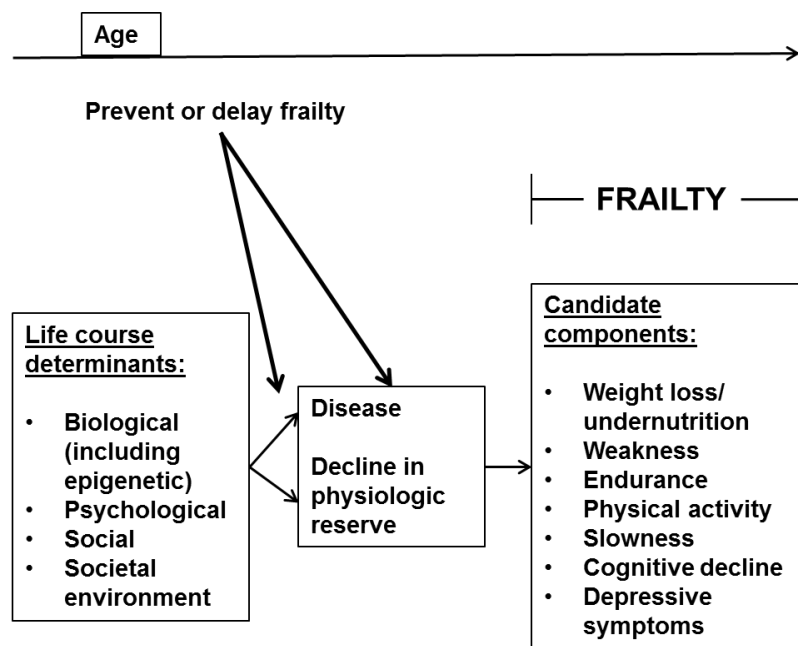 Age
Prevent or delay frailty
FRAILTY
Life course
determinants:
• Biological
(including
epigenetic)
• Psychological
• Social
• Societal
environment
Disease
Decline in
physiologic
reserve
Candidate
components:
• Weight loss/
undernutrition
• Weakness
• Endurance
• Physical activity
• Slowness
• Cognitive decline
• Depressive
symptoms